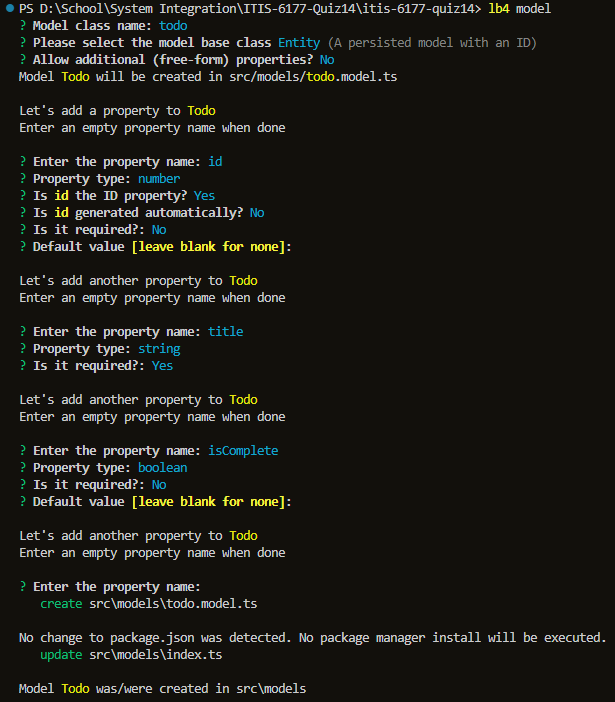 PS D:\School\System Integration\ITIS-6177-Quiz14\itis-6177-quiz14> lb4 model
? Model class name: todo
? Please select the model base class Entity (A persisted model with an ID)
? Allow additional (free-form) properties? No
Model Todo will be created in src/models/todo.model.ts
Let's add a property to Todo
Enter an empty property name when done
? Enter the property name: id
? Property type: number
? Is id the ID property? Yes
? Is id generated automatically? No
? Is it required?: No
? Default value [leave blank for none]:
Let's add another property to Todo
Enter an empty property name when done
? Enter the property name: title
? Property type: string
? Is it required?: Yes
Let's add another property to Todo
Enter an empty property name when done
? Enter the property name: isComplete
? Property type: boolean
? Is it required?: No
? Default value [leave blank for none]:
Let's add another property to Todo
Enter an empty property name when done
? Enter the property name:
create src\models\todo.model.ts
No change to package.json was detected. No package manager install will be executed.
update src\models\index.ts
Model Todo was/were created in src\models